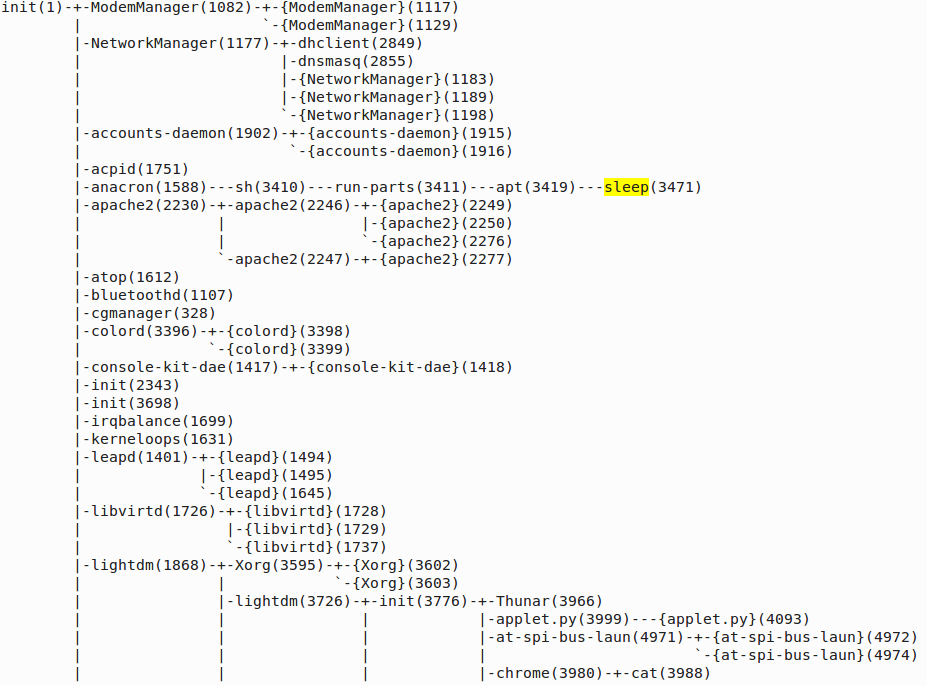 init(1)-+-ModemManager(1082)-+-{ModemManager}(1117)
        |                    `-{ModemManager}(1129)
        |-NetworkManager(1177)-+-dhclient(2849)
        |                      |-dnsmasq(2855)
        |                      |-{NetworkManager}(1183)
        |                      |-{NetworkManager}(1189)
        |                      `-{NetworkManager}(1198)
        |-accounts-daemon(1902)-+-{accounts-daemon}(1915)
        |                       `-{accounts-daemon}(1916)
        |-acpid(1751)
        |-anacron(1588)---sh(3410)---run-parts(3411)---apt(3419)---sleep(3471)
        |-apache2(2230)-+-apache2(2246)-+-{apache2}(2249)
        |               |               |-{apache2}(2250)
        |               |               `-{apache2}(2276)
        |               `-apache2(2247)-+-{apache2}(2277)
        |-atop(1612)
        |-bluetoothd(1107)
        |-cgmanager(328)
        |-colord(3396)-+-{colord}(3398)
        |              `-{colord}(3399)
        |-console-kit-dae(1417)-+-{console-kit-dae}(1418)
        |-init(2343)
        |-init(3698)
        |-irqbalance(1699)
        |-kerneloops(1631)
        |-leapd(1401)-+-{leapd}(1494)
        |             |-{leapd}(1495)
        |             `-{leapd}(1645)
        |-libvirtd(1726)-+-{libvirtd}(1728)
        |                |-{libvirtd}(1729)
        |                `-{libvirtd}(1737)
        |-lightdm(1868)-+-Xorg(3595)-+-{Xorg}(3602)
        |               |            `-{Xorg}(3603)
        |               |-lightdm(3726)-+-init(3776)-+-Thunar(3966)
        |               |               |            |-applet.py(3999)---{applet.py}(4093)
        |               |               |            |-at-spi-bus-laun(4971)-+-{at-spi-bus-laun}(4972)
        |               |               |            |                       `-{at-spi-bus-laun}(4974)
        |               |               |            |-chrome(3980)-+-cat(3988)